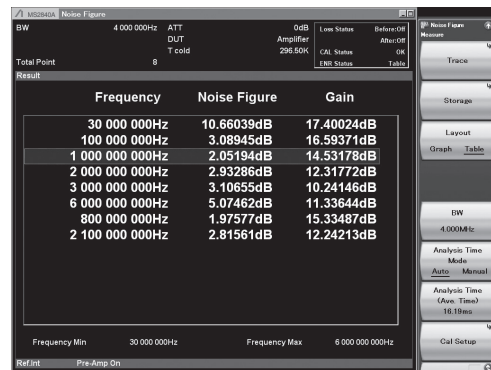 MS2840A Noise Figure
BW 4 000 000Hz ATT 0dB Loss Status Before:Off
DUT Amplifier After:Off
T cold 296.50K CAL Status OK
Total Point 8 ENR Status Table
Result
Frequency Noise Figure Gain
30 000 000Hz 10.66039dB 17.40024dB
100 000 000Hz 3.08945dB 16.59371dB
1 000 000 000Hz 2.05194dB 14.53178dB
2 000 000 000Hz 2.93286dB 12.31772dB
3 000 000 000Hz 3.10655dB 10.24146dB
6 000 000 000Hz 5.07462dB 11.33644dB
800 000 000Hz 1.97577dB 15.33487dB
2 100 000 000Hz 2.81561dB 12.24213dB
Frequency Min 30 000 000Hz Frequency Max 6 000 000 000Hz
Ref.Int Pre-Amp On
Noise Figure
Measure
Trace
Storage
Layout
Graph Table
BW
4.000MHz
Analysis Time
Mode
Auto Manual
Analysis Time
(Ave. Time)
16.19ms
Cal Setup